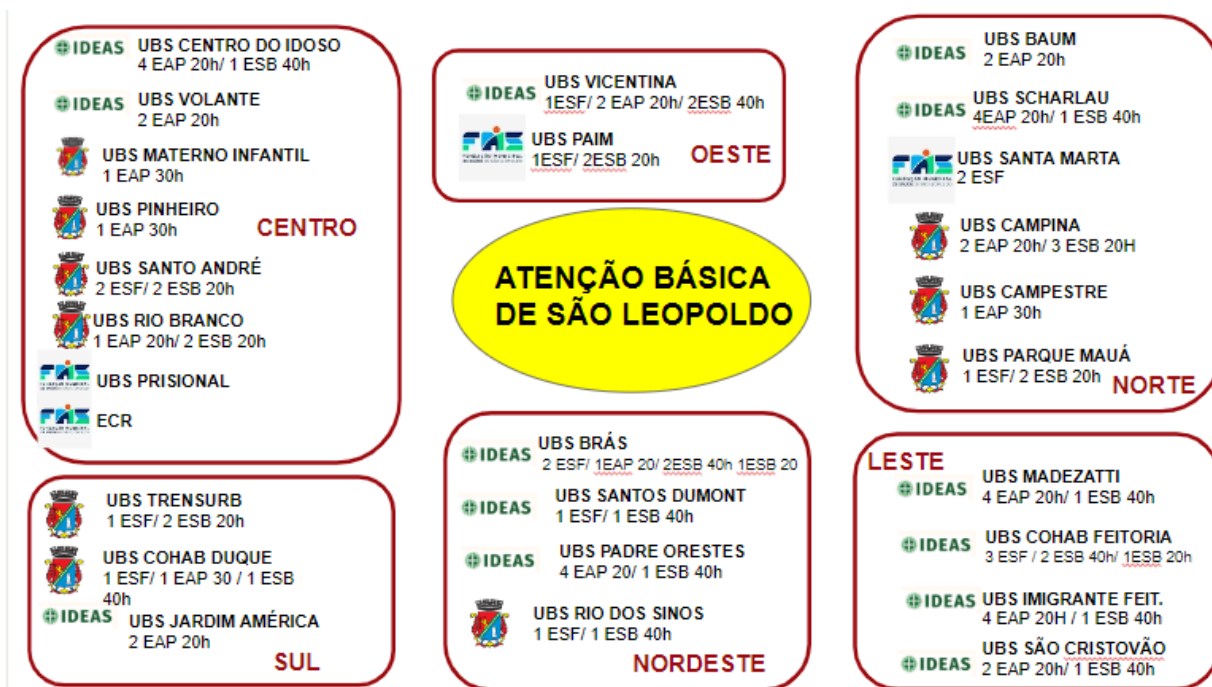 IDEAS UBS CENTRO DO IDOSO
4 EAP 20h/ 1 ESB 40h
IDEAS UBS VOLANTE
2 EAP 20h
UBS MATERNO INFANTIL
1 EAP 30h
UBS PINHEIRO
1 EAP 30h
CENTRO
UBS SANTO ANDRÉ
2 ESF/ 2 ESB 20h
UBS RIO BRANCO
1 EAP 20h/ 2 ESB 20h
FAS UBS PRISIONAL
FAS ECR
IDEAS UBS VICENTINA
1ESF/ 2 EAP 20h/ 2ESB 40h
FAS UBS PAIM
1ESF/ 2ESB 20h
OESTE
ATENÇÃO BÁSICA
DE SÃO LEOPOLDO
IDEAS UBS BAUM
2 EAP 20h
IDEAS UBS SCHARLAU
4EAP 20h/ 1 ESB 40h
FAS UBS SANTA MARTA
2 ESF
UBS CAMPINA
2 EAP 20h/ 3 ESB 20H
UBS CAMPESTRE
1 EAP 30h
UBS PARQUE MAUÁ
1 ESF/ 2 ESB 20h
NORTE
UBS TRENSURB
1 ESF/ 2 ESB 20h
UBS COHAB DUQUE
1 ESF/ 1 EAP 30 / 1 ESB
40h
IDEAS UBS JARDIM AMÉRICA
2 EAP 20h
SUL
IDEAS UBS BRÁS
2 ESF/ 1EAP 20/ 2ESB 40h 1ESB 20
IDEAS UBS SANTOS DUMONT
1 ESF/ 1 ESB 40h
IDEAS UBS PADRE ORESTES
4 EAP 20/ 1 ESB 40h
UBS RIO DOS SINOS
1 ESF/ 1 ESB 40h
NORDESTE
LESTE
IDEAS UBS MADEZATTI
4 EAP 20h/ 1 ESB 40h
IDEAS UBS COHAB FEITORIA
3 ESF / 2 ESB 40h/ 1ESB 20h
IDEAS UBS IMIGRANTE FEIT.
4 EAP 20H / 1 ESB 40h
IDEAS UBS SÃO CRISTOVÃO
2 EAP 20h/ 1 ESB 40h